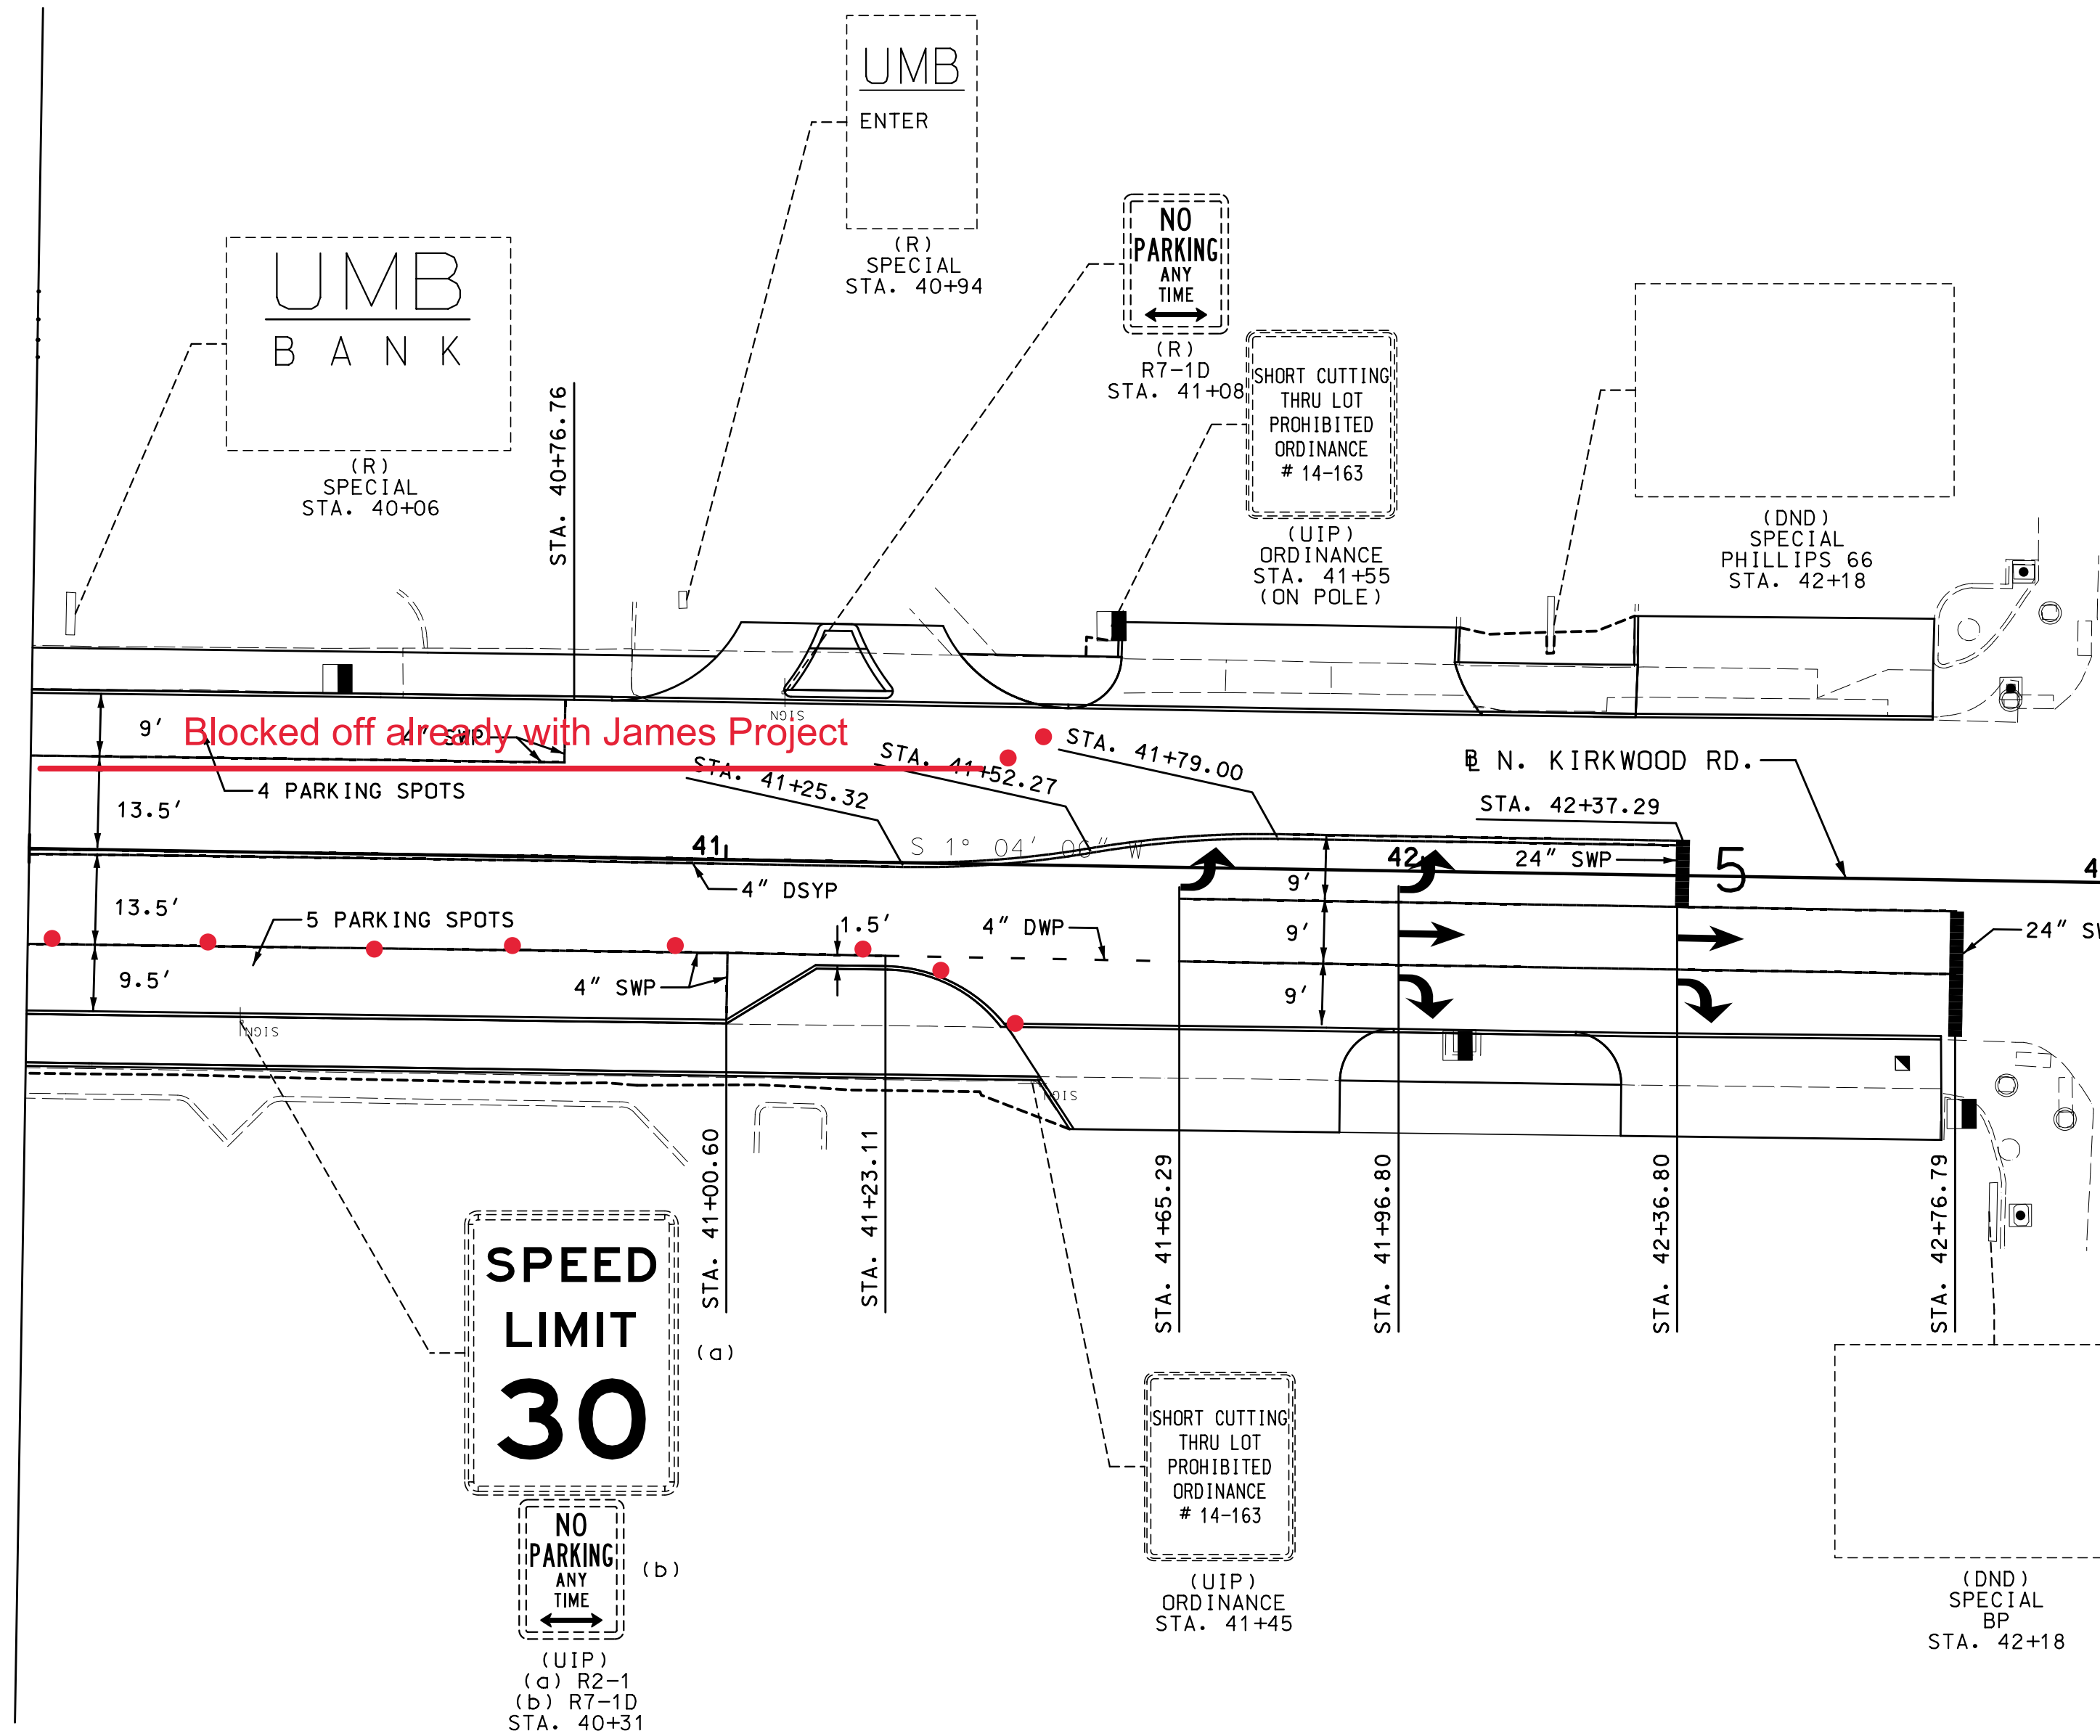 UMB
ENTER
(R)
SPECIAL
STA. 40+94
UMB
BANK
(R)
SPECIAL
STA. 40+06
NO
PARKING
ANY
TIME
(R)
R7-1D
STA. 41+08
SHORT CUTTING
THRU LOT
PROHIBITED
ORDINANCE
# 14-163
(UIP)
ORDINANCE
STA. 41+55
(ON POLE)
(DND)
SPECIAL
PHILLIPS 66
STA. 42+18
STA. 40+76.76
SIGN
9'
Blocked off already with James Project
4" SWP
4 PARKING SPOTS
13.5'
STA. 41+25.32
STA. 41+52.27
STA. 41+79.00
N. KIRKWOOD RD.
STA. 42+37.29
41
S 1° 04' 00" W
42
24" SWP
5
4
4" DSYP
13.5'
5 PARKING SPOTS
1.5'
4" DWP
9'
9'
9'
24" SW
9.5'
4" SWP
SIGN
SIGN
STA. 41+00.60
STA. 41+23.11
STA. 41+65.29
STA. 41+96.80
STA. 42+36.80
STA. 42+76.79
SPEED
LIMIT
30
(a)
NO
PARKING
ANY
TIME
(b)
(UIP)
(a) R2-1
(b) R7-1D
STA. 40+31
SHORT CUTTING
THRU LOT
PROHIBITED
ORDINANCE
# 14-163
(UIP)
ORDINANCE
STA. 41+45
(DND)
SPECIAL
BP
STA. 42+18